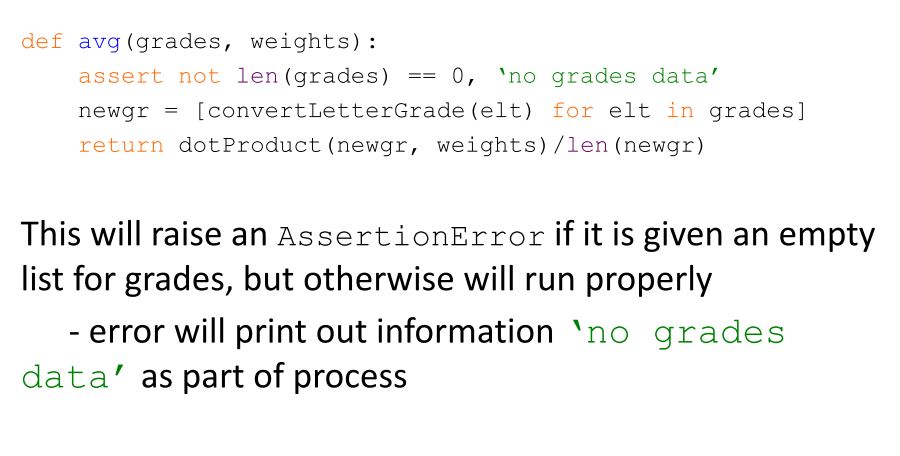 def avg(grades, weights):
    assert not len(grades) == 0, ‘no grades data’
    newgr = [convertLetterGrade(elt) for elt in grades]
    return dotProduct(newgr, weights)/len(newgr)
This will raise an AssertionError if it is given an empty
list for grades, but otherwise will run properly
- error will print out information ‘no grades
data’ as part of process